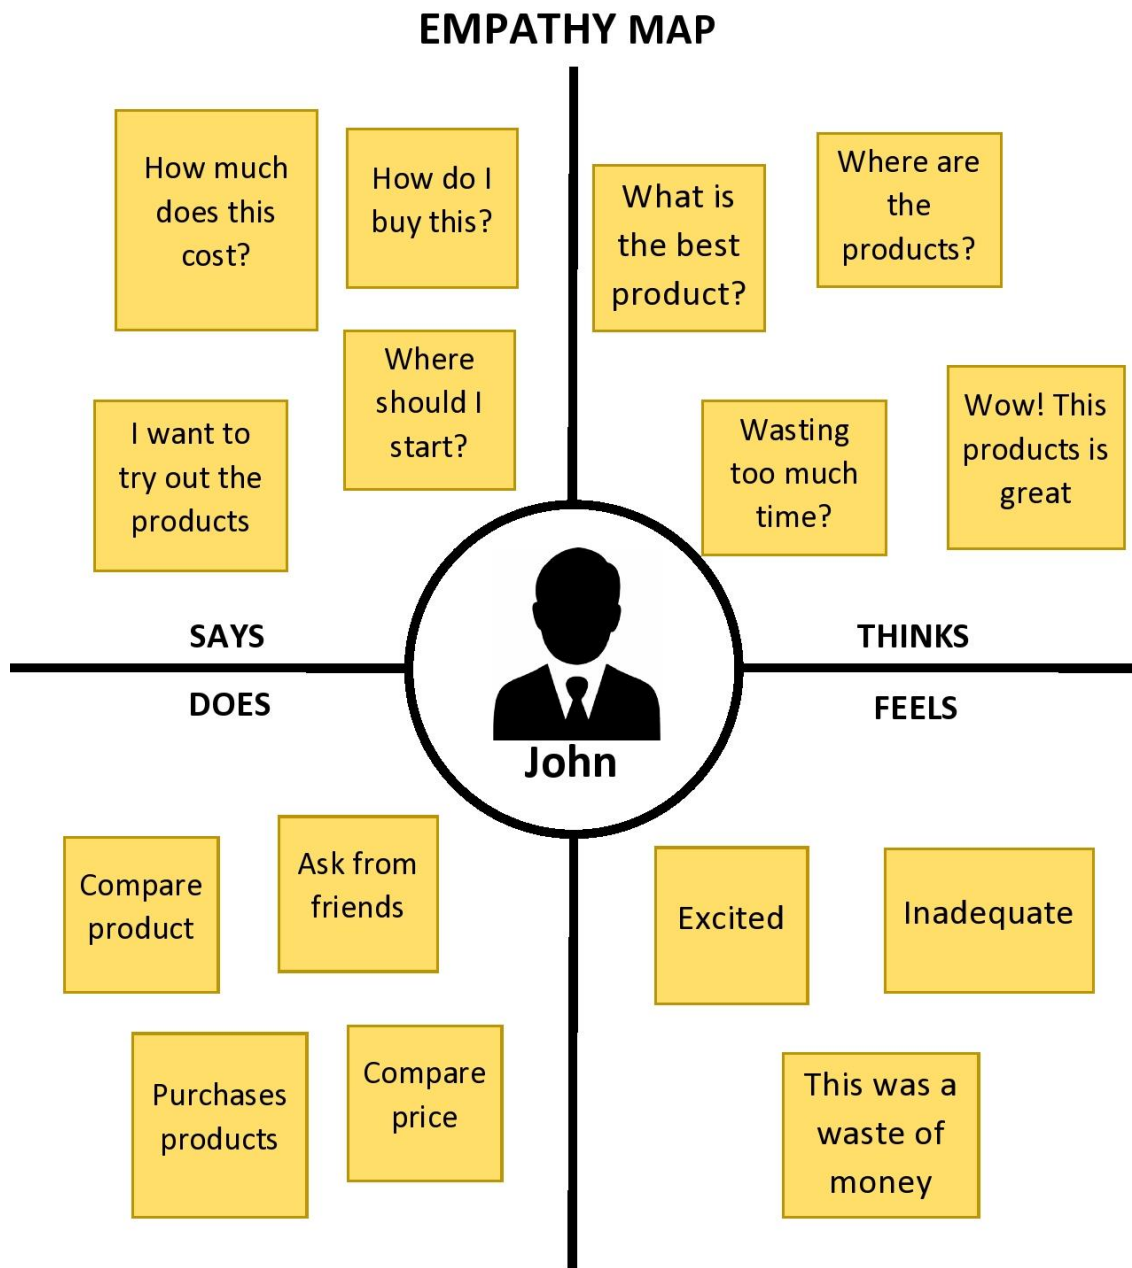 EMPATHY MAP
How much
does this
cost?
How do I
buy this?
Where
should I
start?
I want to
try out the
products
SAYS
What is
the best
product?
Where are
the
products?
Wasting
too much
time?
Wow! This
products is
great
THINKS
John
DOES
Compare
product
Ask from
friends
Purchases
products
Compare
price
FEELS
Excited
Inadequate
This was a
waste of
money